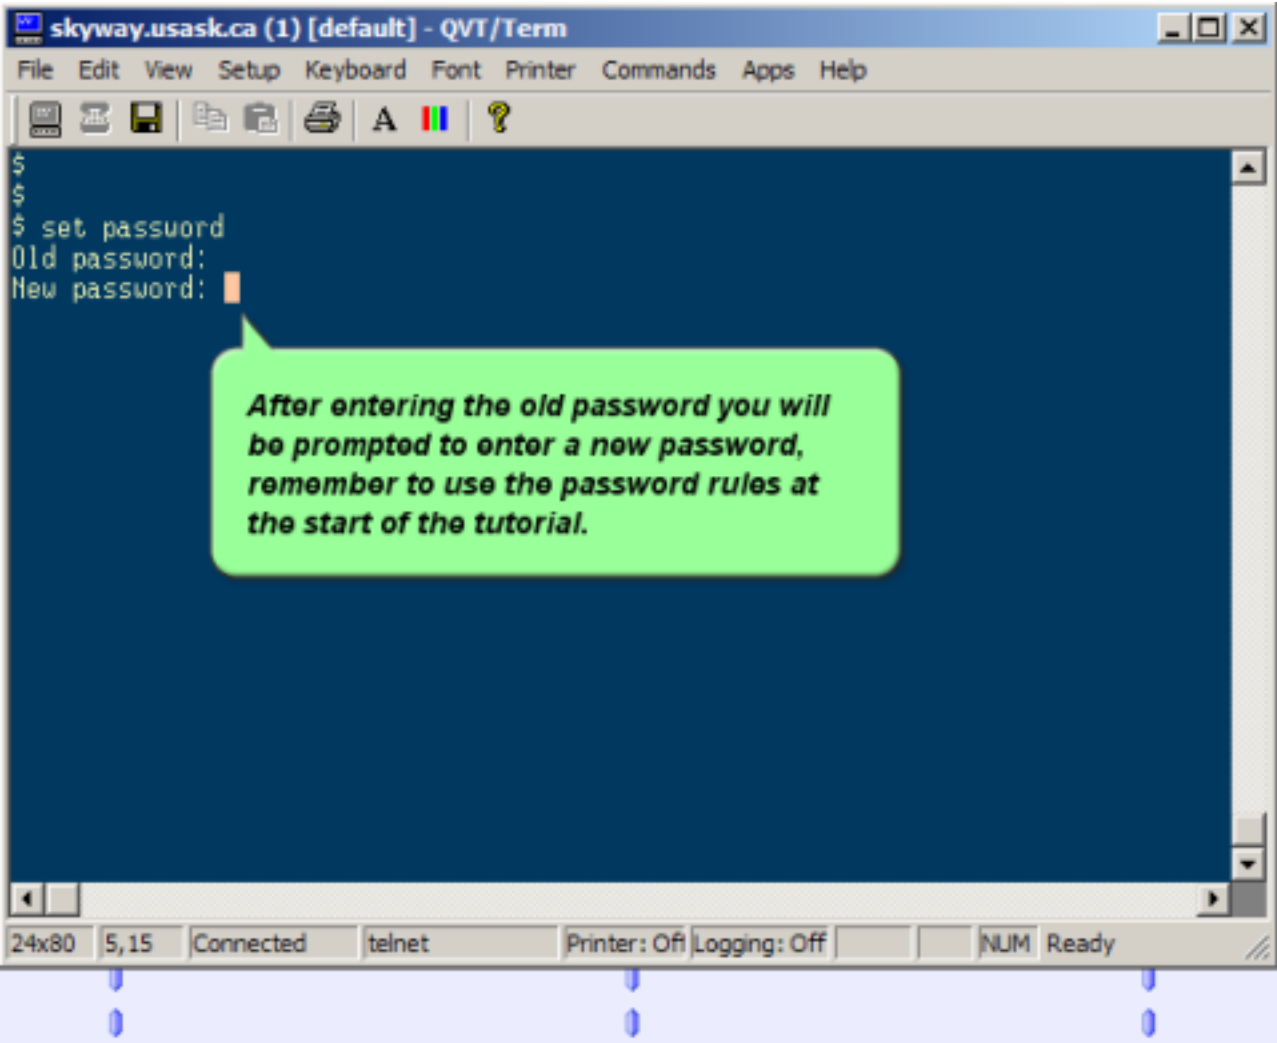 skyway.usask.ca (1) [default] - QVT/Term
File Edit View Setup Keyboard Font Printer Commands Apps Help
A
$
$
$ set password
Old password:
New password:
After entering the old password you will
be prompted to enter a new password,
remember to use the password rules at
the start of the tutorial.
24x80 5,15 Connected telnet Printer: Off Logging: Off NUM Ready